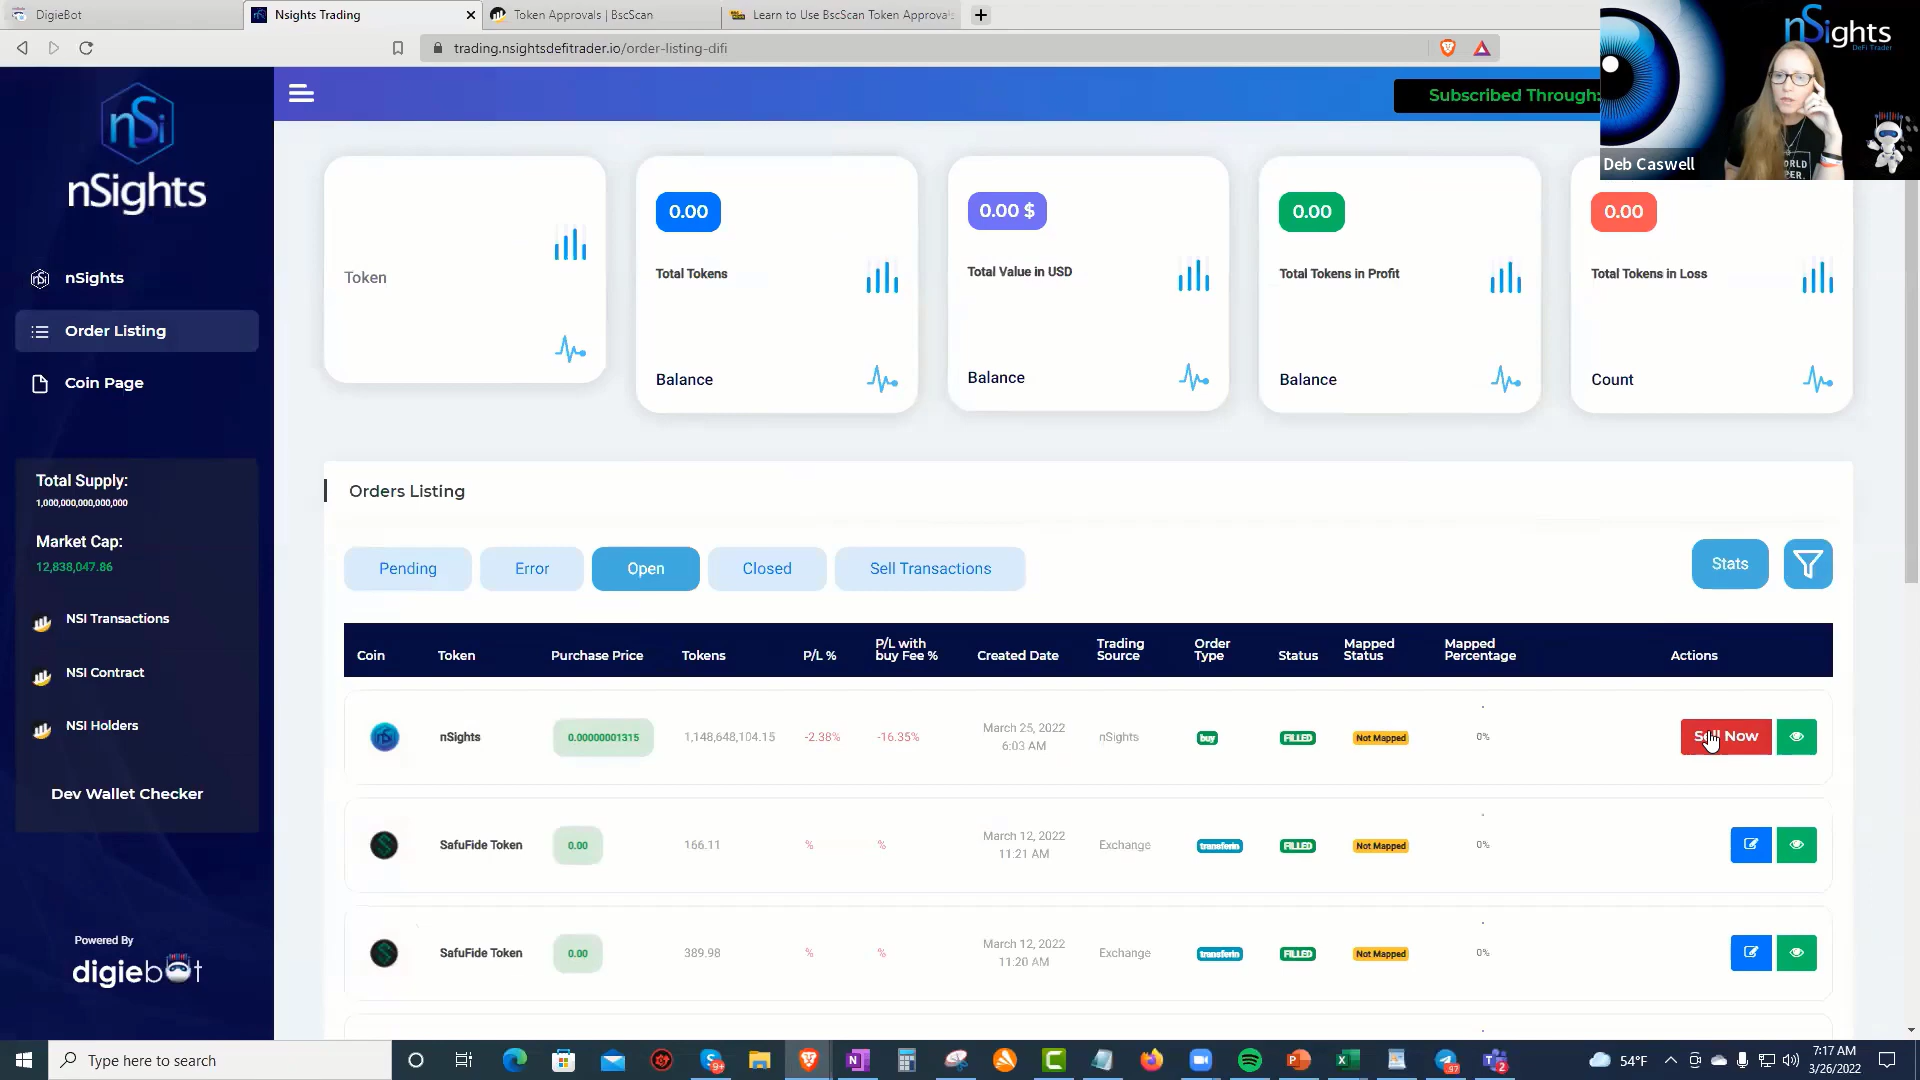 DigieBot
Nsights Trading
Token Approvals | BscScan
Learn to Use BscScan Token Approvals
trading.nsightsdefitrader.io/order-listing-difi
nSights
DeFi Trader
Deb Caswell
nSi
nSights
Subscribed Through:
nSights
Order Listing
Coin Page
Total Supply:
1,000,000,000,000,000
Market Cap:
12,838,047.86
NSI Transactions
NSI Contract
NSI Holders
Dev Wallet Checker
Powered By
digiebot
Token
0.00
Total Tokens
Balance
0.00 $
Total Value in USD
Balance
0.00
Total Tokens in Profit
Balance
0.00
Total Tokens in Loss
Count
Orders Listing
Pending Error Open Closed Sell Transactions Stats
Coin Token Purchase Price Tokens P/L % P/L with buy Fee % Created Date Trading Source Order Type Status Mapped Status Mapped Percentage Actions
nSights 0.00000001315 1,148,648,104.15 -2.38% -16.35% March 25, 2022 6:03 AM nSights buy FILLED Not Mapped 0% Sell Now
SafuFide Token 0.00 166.11 % % March 12, 2022 11:21 AM Exchange transferin FILLED Not Mapped 0%
SafuFide Token 0.00 389.98 % % March 12, 2022 11:20 AM Exchange transferin FILLED Not Mapped 0%
Type here to search
54°F
7:17 AM
3/26/2022